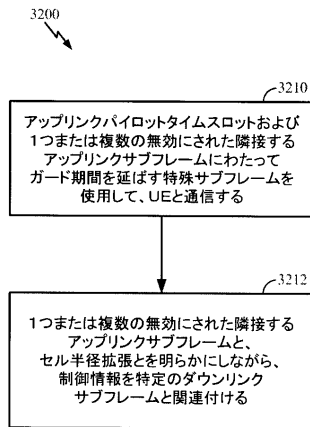 3200
3210
アップリンクパイロットタイムスロットおよび
1つまたは複数の無効にされた隣接する
アップリンクサブフレームにわたって
ガード期間を延ばす特殊サブフレームを
使用して、UEと通信する
3212
1つまたは複数の無効にされた隣接する
アップリンクサブフレームと、
セル半径拡張とを明らかにしながら、
制御情報を特定のダウンリンク
サブフレームと関連付ける